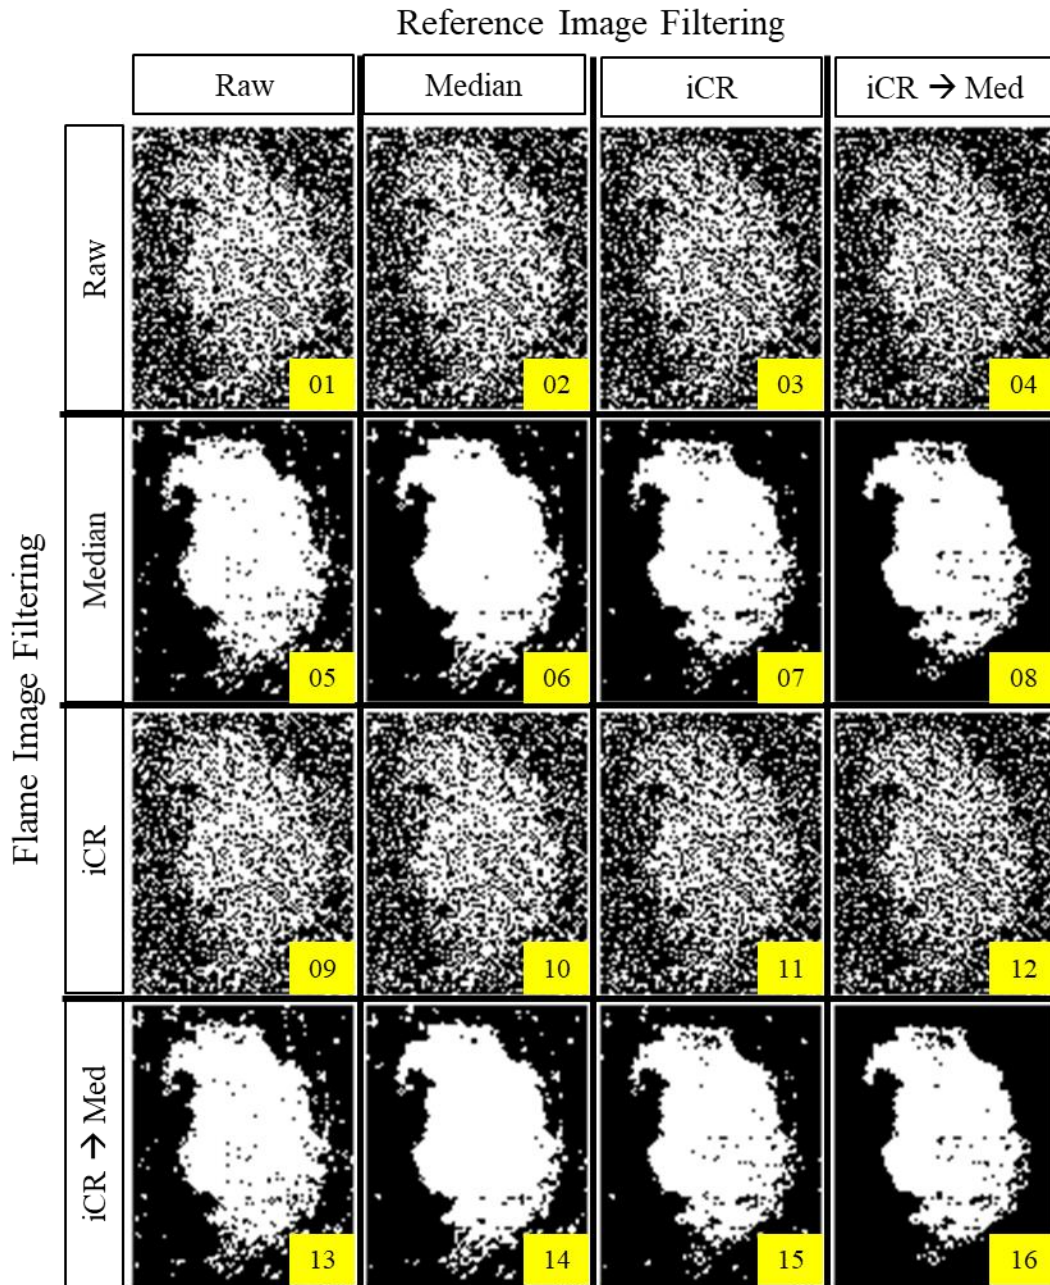 Reference Image Filtering
Raw
Median
iCR
iCR → Med
Flame Image Filtering
Raw
01
02
03
04
Median
05
06
07
08
iCR
09
10
11
12
iCR → Med
13
14
15
16